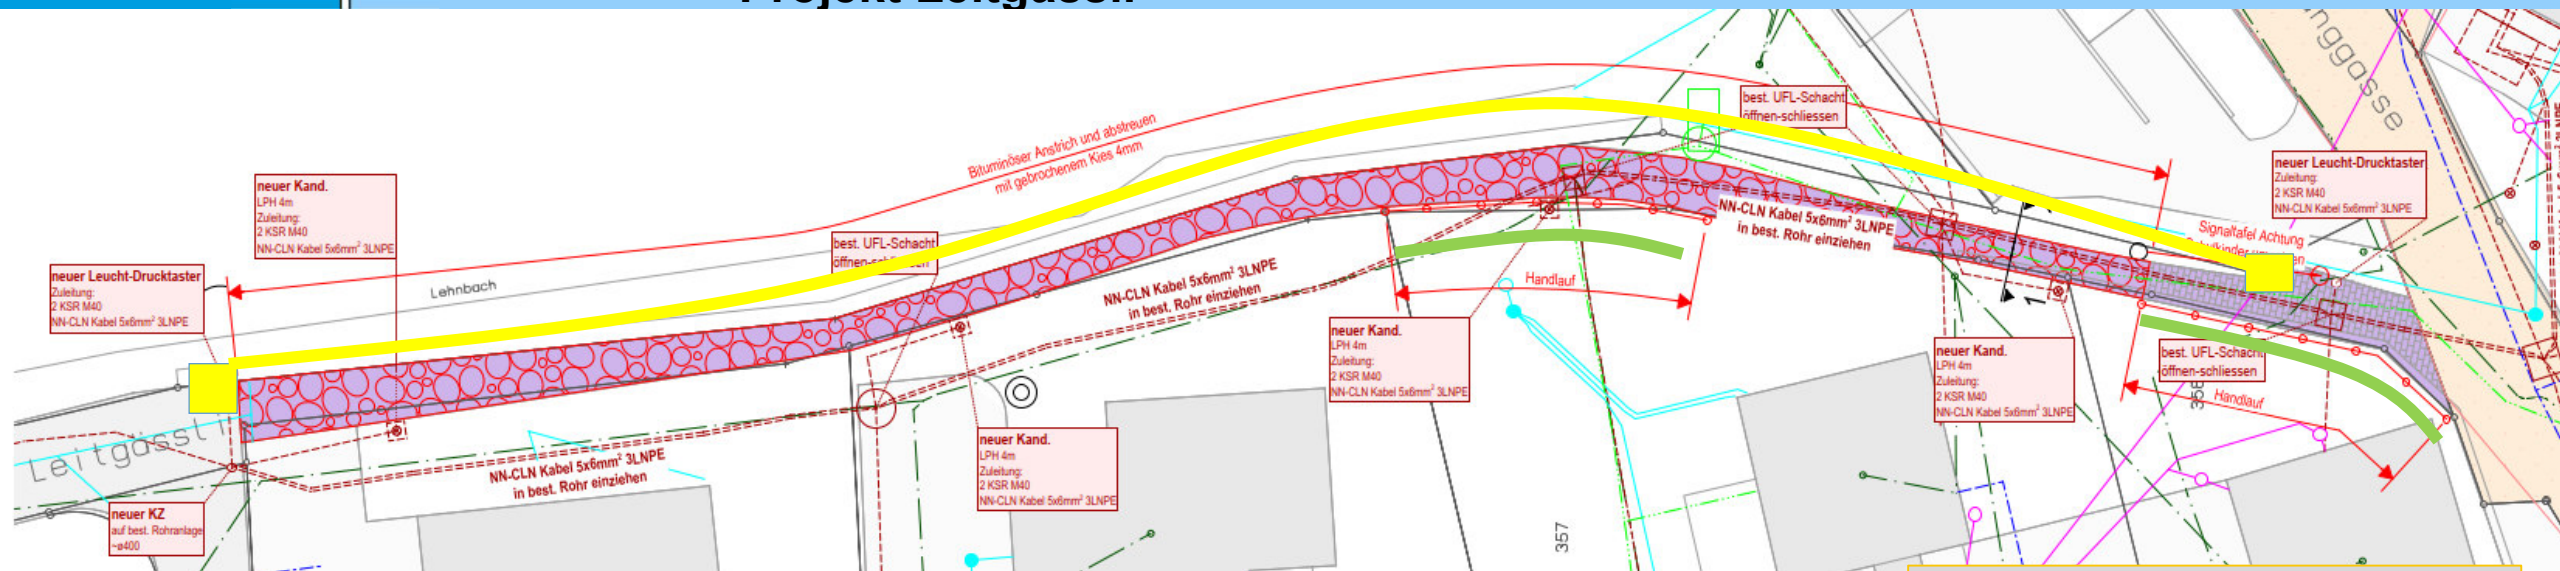 neuer Kand.
LPH 4m
Zuleitung:
2 KSR M40
NN-CLN Kabel 5x6mm² 3LNPE
neuer Leucht-Drucktaster
Zuleitung:
2 KSR M40
NN-CLN Kabel 5x6mm² 3LNPE
Lehnbach
Leitgässli
neuer KZ
auf best. Rohranlage
~ø400
NN-CLN Kabel 5x6mm² 3LNPE
in best. Rohr einziehen
best. UFL-Schacht
Bituminöser Anstrich und abstreuen
mit gebrochenem Kies 4mm
NN-CLN Kabel 5x6mm² 3LNPE
in best. Rohr einziehen
neuer Kand.
LPH 4m
Zuleitung:
2 KSR M40
NN-CLN Kabel 5x6mm² 3LNPE
Handlauf
neuer Kand.
LPH 4m
Zuleitung:
2 KSR M40
NN-CLN Kabel 5x6mm² 3LNPE
357
best. UFL-Schacht
öffnen-schliessen
NN-CLN Kabel 5x6mm² 3LNPE
in best. Rohr einziehen
1
neuer Kand.
LPH 4m
Zuleitung:
2 KSR M40
NN-CLN Kabel 5x6mm² 3LNPE
Signaltafel Achtung
neuer Leucht-Drucktaster
Zuleitung:
2 KSR M40
NN-CLN Kabel 5x6mm² 3LNPE
best. UFL-Schacht
öffnen-schliessen
Handlauf